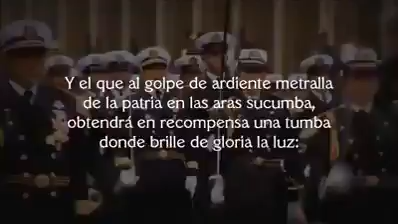 Y el que al golpe de ardiente metralla
de la patria en las aras sucumba,
obtendrá en recompensa una tumba
donde brille de gloria la luz: